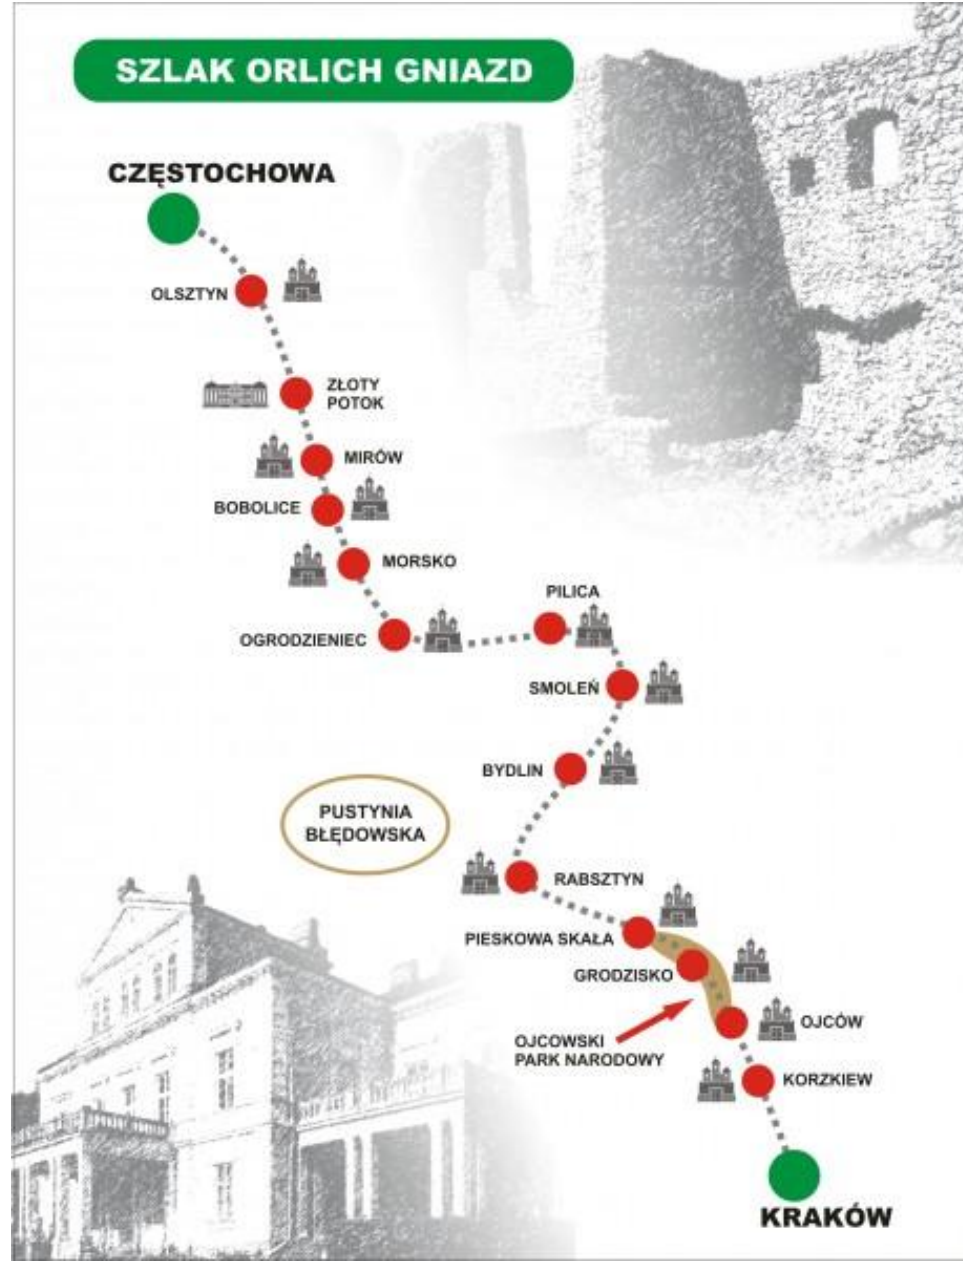 SZLAK ORLICH GNIAZD
CZĘSTOCHOWA
OLSZTYN
ZŁOTY
POTOK
MIRÓW
BOBOLICE
MORSKO
PILICA
OGRODZIENIEC
SMOLEŃ
BYDLIN
PUSTYNIA
BŁĘDOWSKA
RABSZTYN
PIESKOWA SKAŁA
GRODZISKO
OJCÓW
OJCOWSKI
PARK NARODOWY
KORZKIEW
KRAKÓW